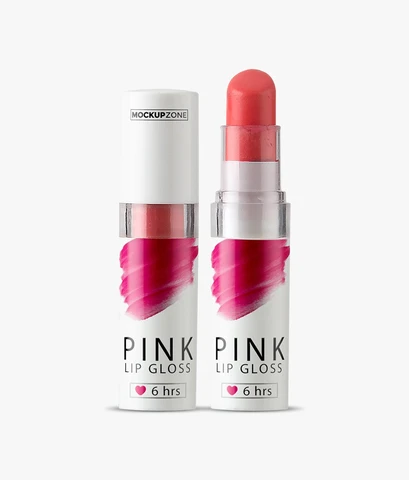 MOCKUPZONE
PINK
LIP GLOSS
6 hrs
PINK
LIP GLOSS
6 hrs